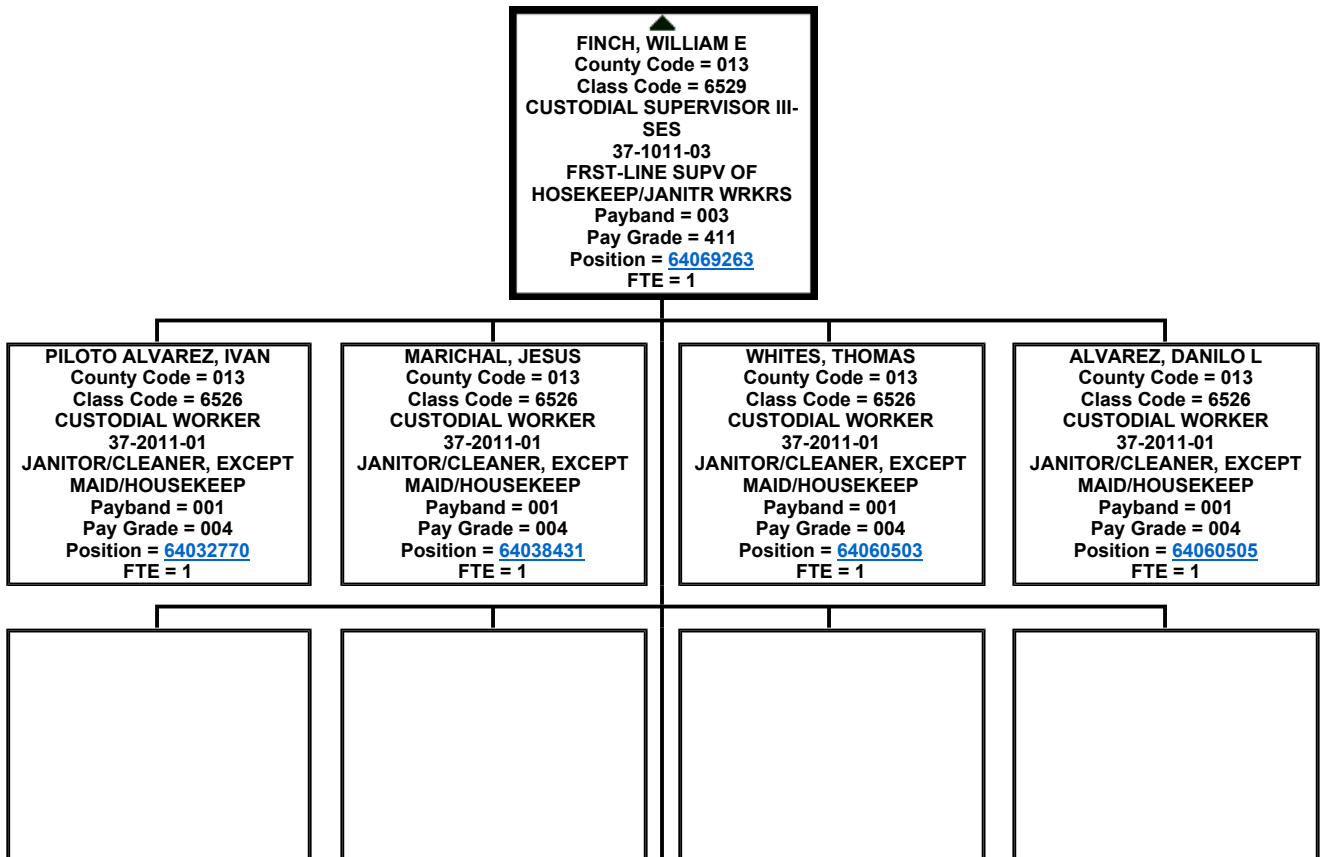 FINCH, WILLIAM E
County Code = 013
Class Code = 6529
CUSTODIAL SUPERVISOR III-
SES
37-1011-03
FRST-LINE SUPV OF
HOSEKEEP/JANITR WRKRS
Payband = 003
Pay Grade = 411
Position = 64069263
FTE = 1
PILOTO ALVAREZ, IVAN
County Code = 013
Class Code = 6526
CUSTODIAL WORKER
37-2011-01
JANITOR/CLEANER, EXCEPT
MAID/HOUSEKEEP
Payband = 001
Pay Grade = 004
Position = 64032770
FTE = 1
MARICHAL, JESUS
County Code = 013
Class Code = 6526
CUSTODIAL WORKER
37-2011-01
JANITOR/CLEANER, EXCEPT
MAID/HOUSEKEEP
Payband = 001
Pay Grade = 004
Position = 64038431
FTE = 1
WHITES, THOMAS
County Code = 013
Class Code = 6526
CUSTODIAL WORKER
37-2011-01
JANITOR/CLEANER, EXCEPT
MAID/HOUSEKEEP
Payband = 001
Pay Grade = 004
Position = 64060503
FTE = 1
ALVAREZ, DANILO L
County Code = 013
Class Code = 6526
CUSTODIAL WORKER
37-2011-01
JANITOR/CLEANER, EXCEPT
MAID/HOUSEKEEP
Payband = 001
Pay Grade = 004
Position = 64060505
FTE = 1